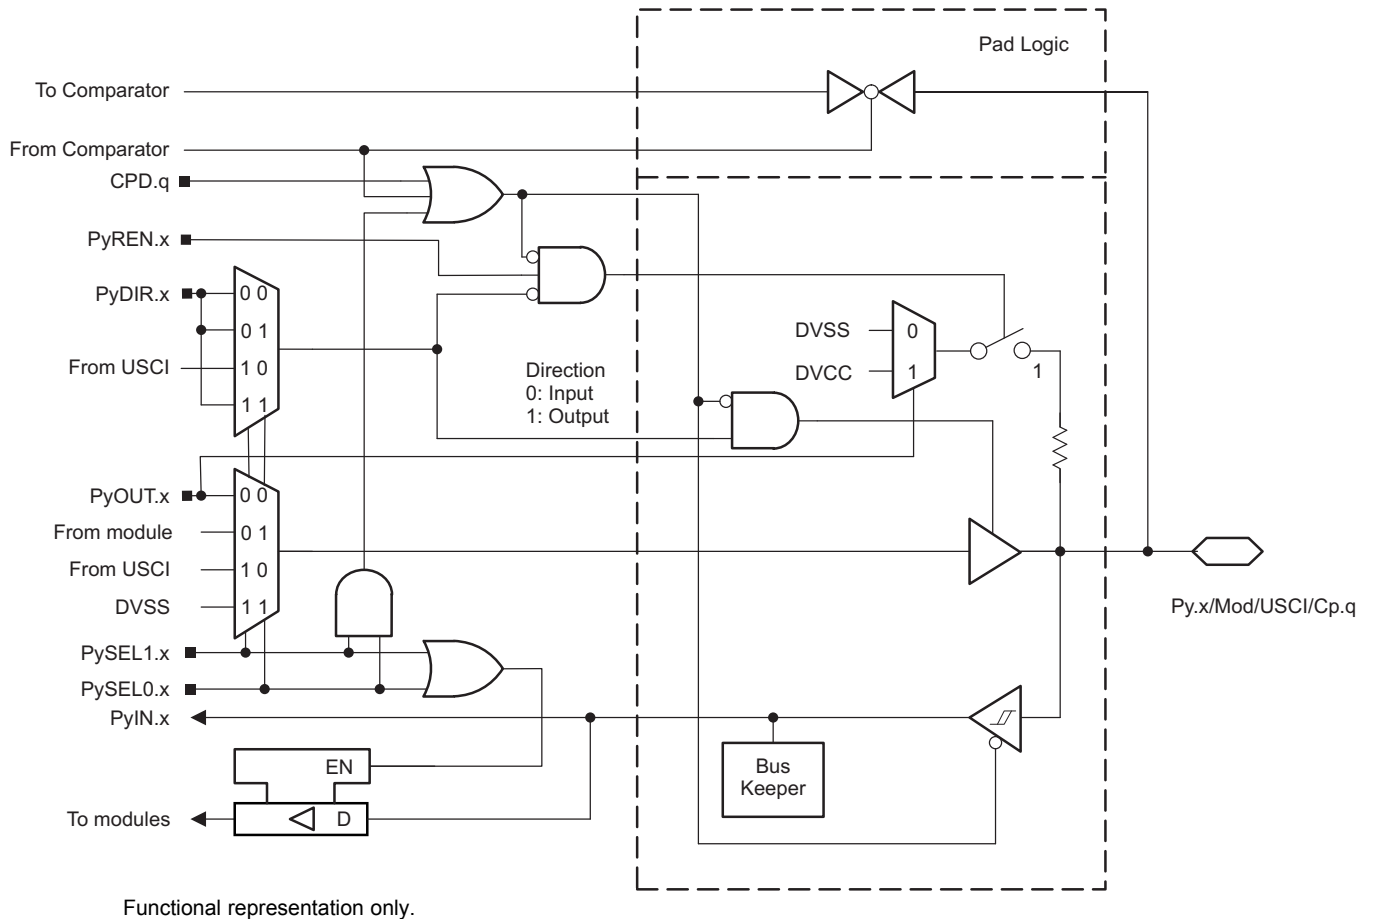 Pad Logic
To Comparator
From Comparator
CPD.q
PyREN.x
PyDIR.x
0 0
0 1
From USCI
1 0
1 1
Direction
0: Input
1: Output
DVSS
0
DVCC
1
1
PyOUT.x
0 0
From module
0 1
From USCI
1 0
DVSS
1 1
Py.x/Mod/USCI/Cp.q
PySEL1.x
PySEL0.x
PyIN.x
EN
Bus
Keeper
To modules
D
Functional representation only.